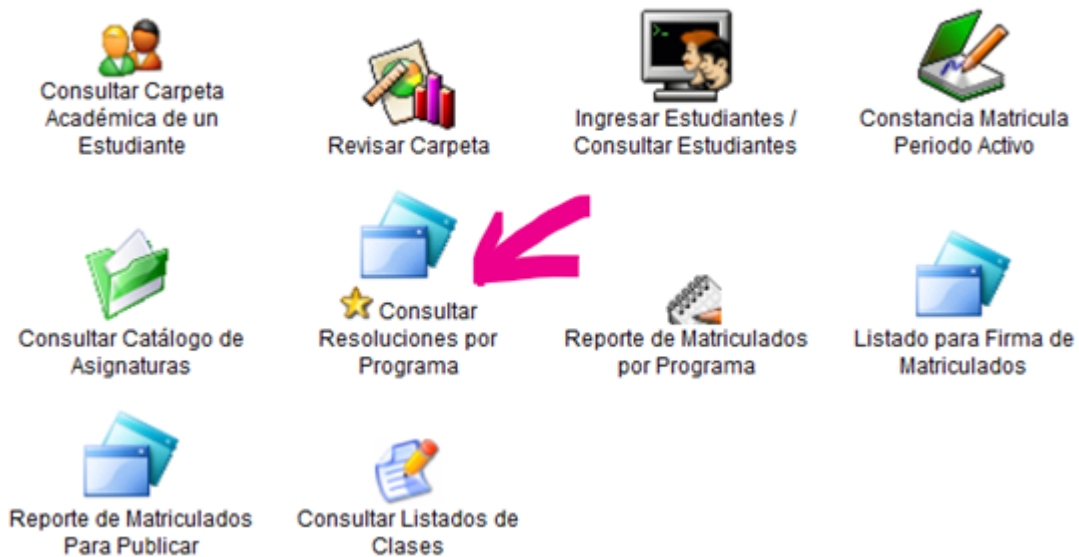 Consultar Carpeta
Académica de un
Estudiante
Revisar Carpeta
Ingresar Estudiantes /
Consultar Estudiantes
Constancia Matricula
Periodo Activo
Consultar Catálogo de
Asignaturas
Consultar
Resoluciones por
Programa
Reporte de Matriculados
por Programa
Listado para Firma de
Matriculados
Reporte de Matriculados
Para Publicar
Consultar Listados de
Clases